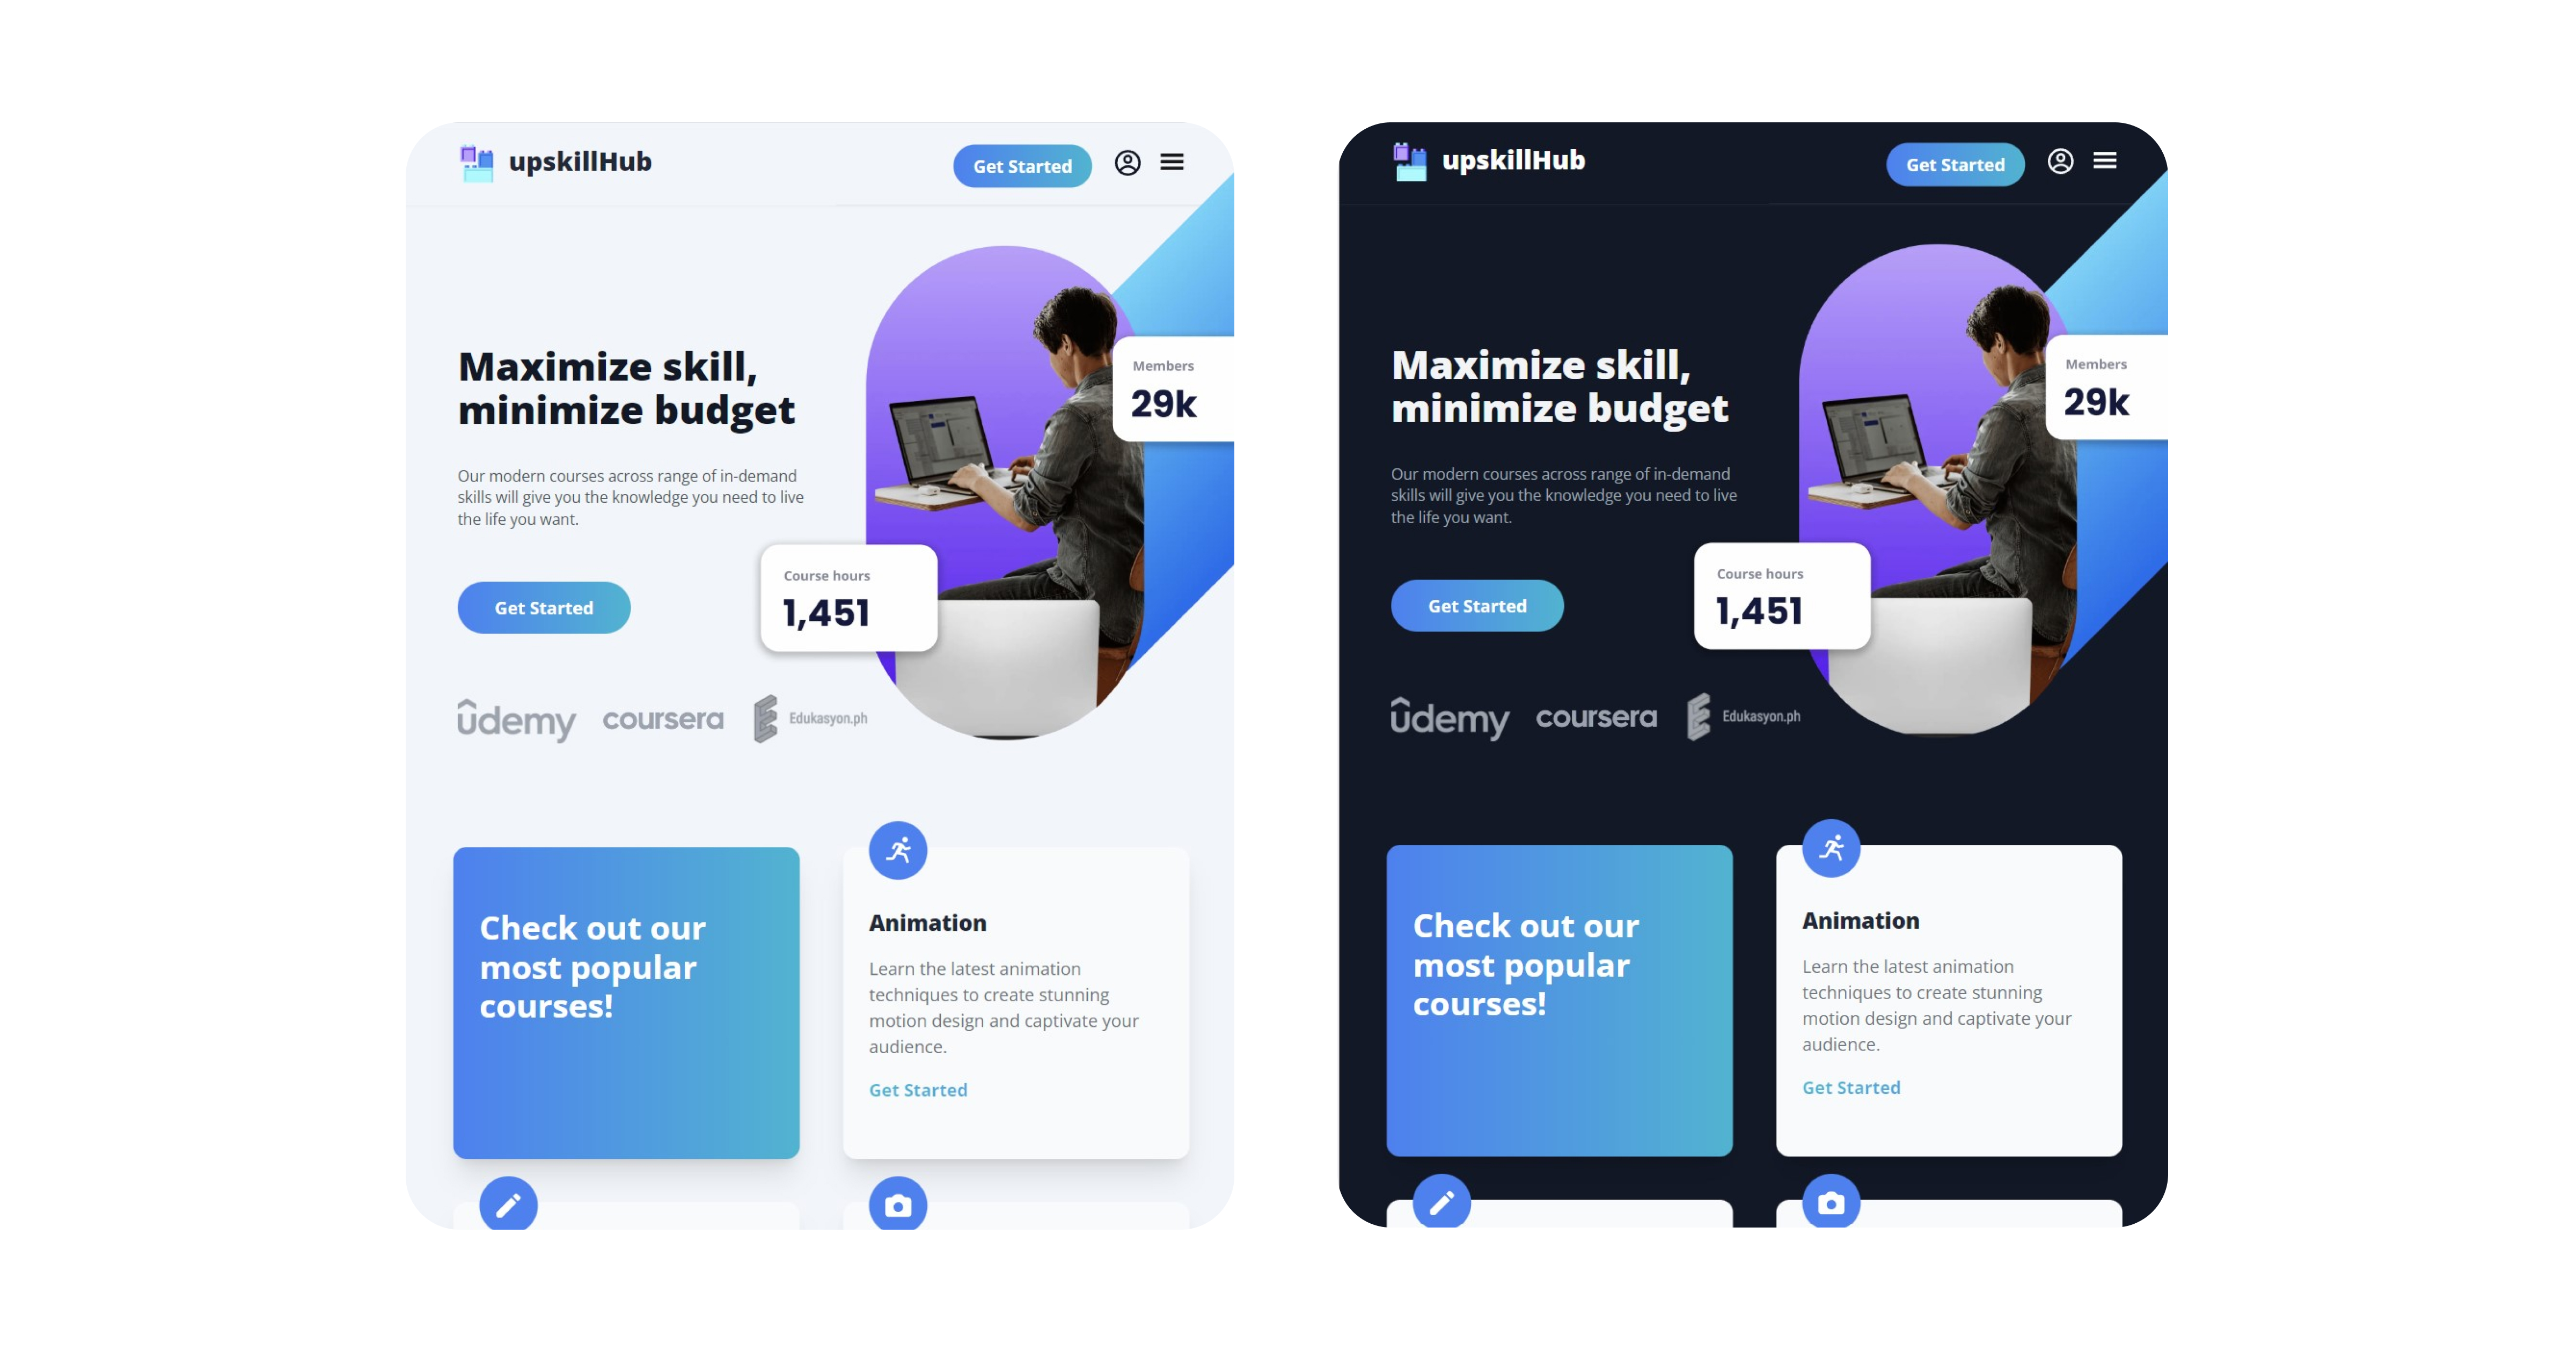 upskillHub
Get Started
Maximize skill,
minimize budget
Our modern courses across range of in-demand
skills will give you the knowledge you need to live
the life you want.
Get Started
Members
29k
Course hours
1,451
ûdemy
coursera
Edukasyon.ph
Check out our
most popular
courses!
Animation
Learn the latest animation
techniques to create stunning
motion design and captivate your
audience.
Get Started
upskillHub
Get Started
Maximize skill,
minimize budget
Our modern courses across range of in-demand
skills will give you the knowledge you need to live
the life you want.
Get Started
Members
29k
Course hours
1,451
ûdemy
coursera
Edukasyon.ph
Check out our
most popular
courses!
Animation
Learn the latest animation
techniques to create stunning
motion design and captivate your
audience.
Get Started